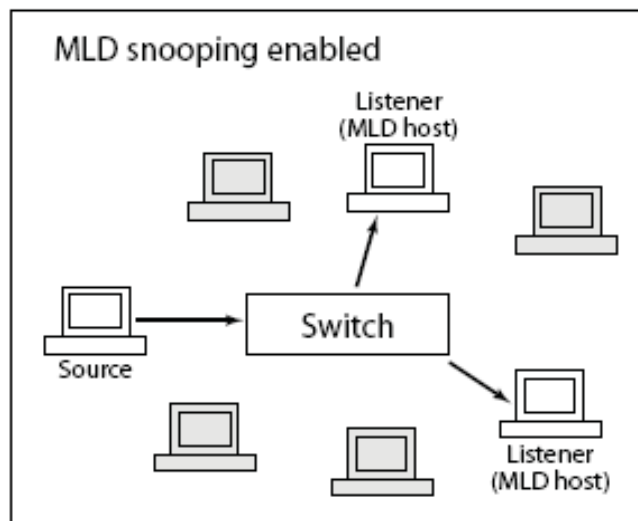 MLD snooping enabled
Listener
(MLD host)
Switch
Source
Listener
(MLD host)